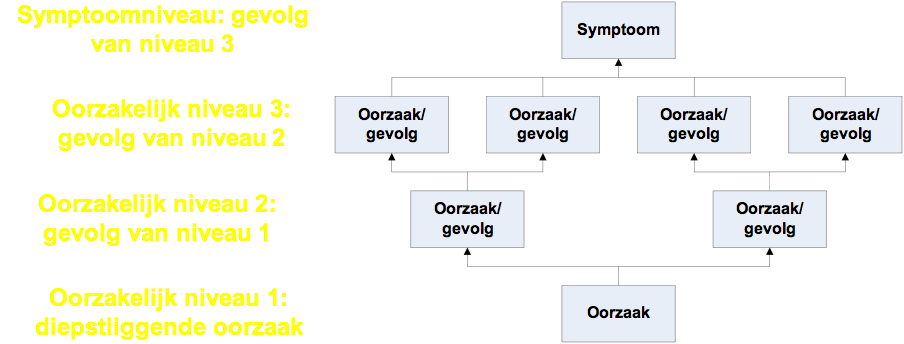 Symptoomniveau: gevolg
van niveau 3
Symptoom
Oorzakelijk niveau 3:
gevolg van niveau 2
Oorzaak/
gevolg
Oorzaak/
gevolg
Oorzaak/
gevolg
Oorzaak/
gevolg
Oorzakelijk niveau 2:
gevolg van niveau 1
Oorzaak/
gevolg
Oorzaak/
gevolg
Oorzakelijk niveau 1:
diepstliggende oorzaak
Oorzaak